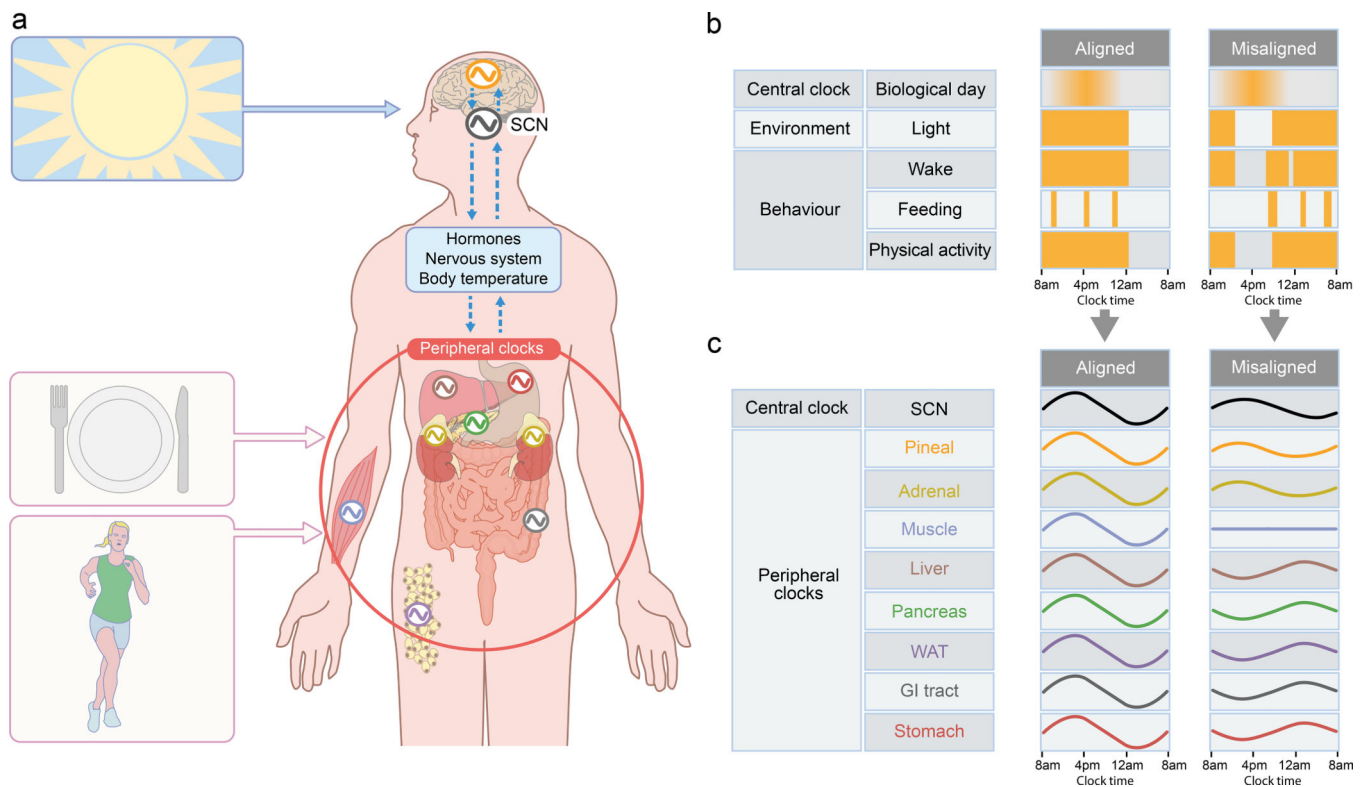 a
SCN
Hormones
Nervous system
Body temperature
Peripheral clocks
b
Aligned
Misaligned
Central clock
Biological day
Environment
Light
Behaviour
Wake
Feeding
Physical activity
8am 4pm 12am 8am
Clock time
8am 4pm 12am 8am
Clock time
c
Aligned
Misaligned
Central clock
SCN
Peripheral
clocks
Pineal
Adrenal
Muscle
Liver
Pancreas
WAT
GI tract
Stomach
8am 4pm 12am 8am
Clock time
8am 4pm 12am 8am
Clock time